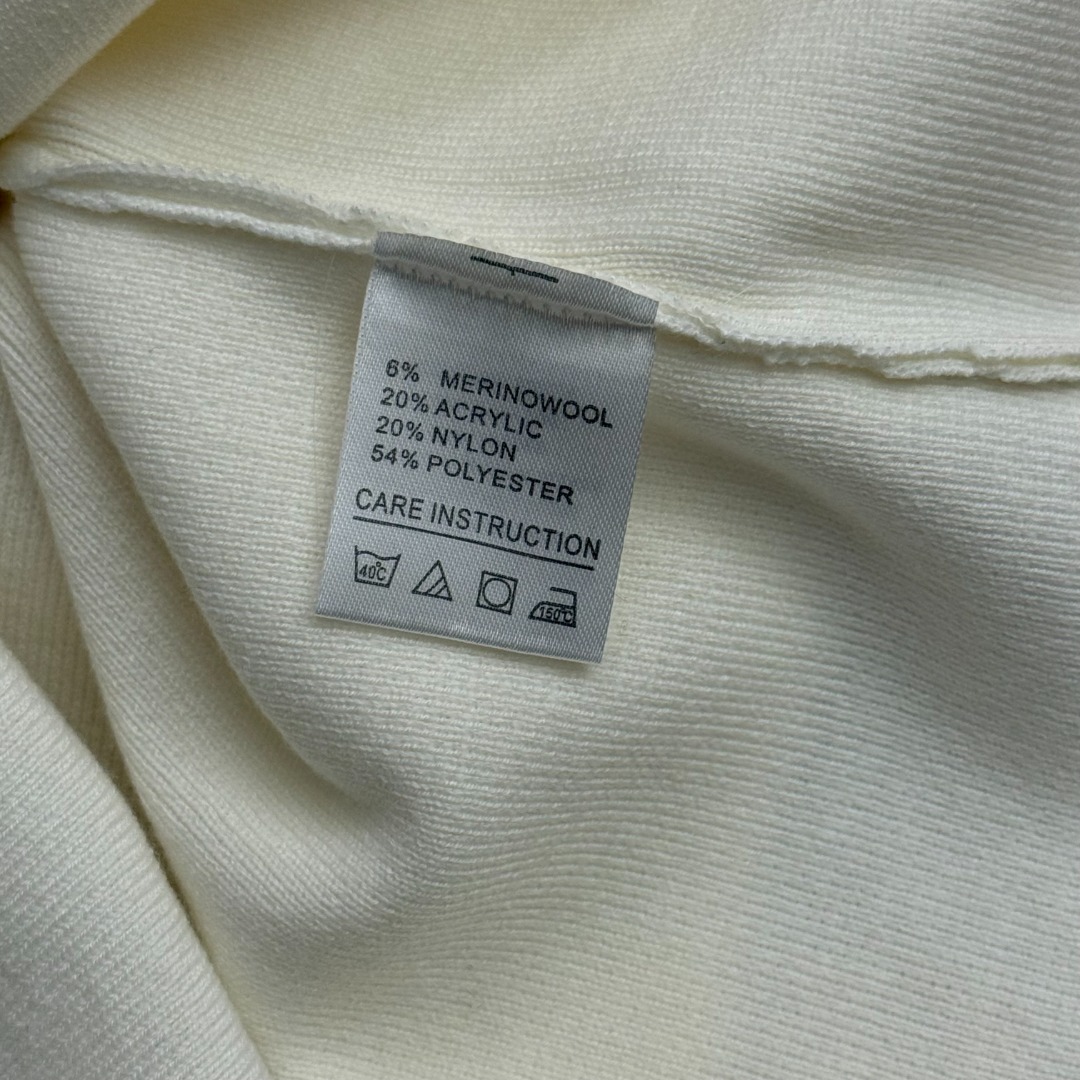 6% MERINOWOOL
20% ACRYLIC
20% NYLON
54% POLYESTER
CARE INSTRUCTION
40°C
150°C